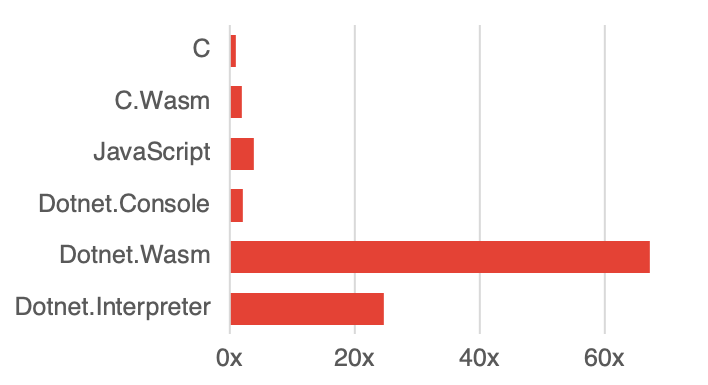 C
C.Wasm
JavaScript
Dotnet.Console
Dotnet.Wasm
Dotnet.Interpreter
0x 20x 40x 60x